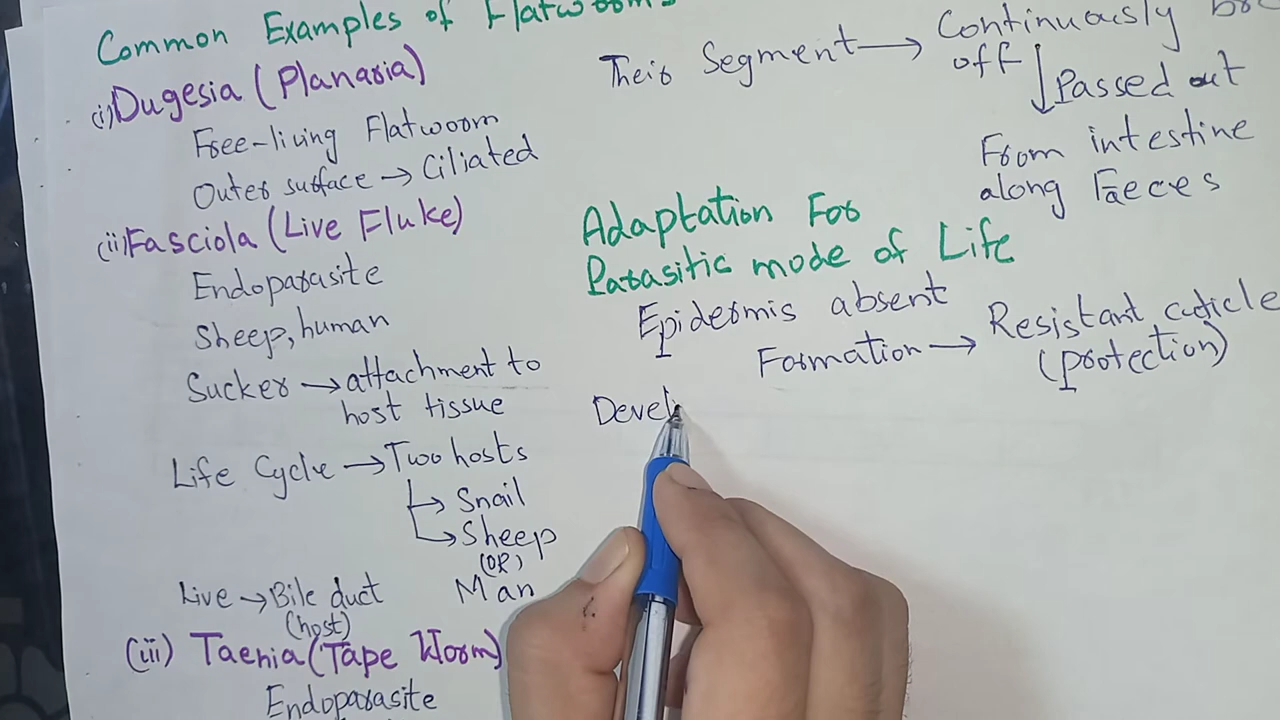 Common Examples of Flatworms
(i) Dugesia (Planaria)
Free-living Flatworm
Outer surface → Ciliated
(ii) Fasciola (Live Fluke)
Endoparasite
Sheep, human
Sucker → attachment to
host tissue
Life Cycle → Two hosts
↳ Snail
↳ Sheep
(OR)
Man
Live → Bile duct
(host)
(iii) Taenia (Tape Worm)
Endoparasite
Their Segment → Continuously
off ↓ Passed out
From intestine
along Faeces
Adaptation For
Parasitic mode of Life
Epidermis absent
Formation → Resistant cuticle
(protection)
Devel